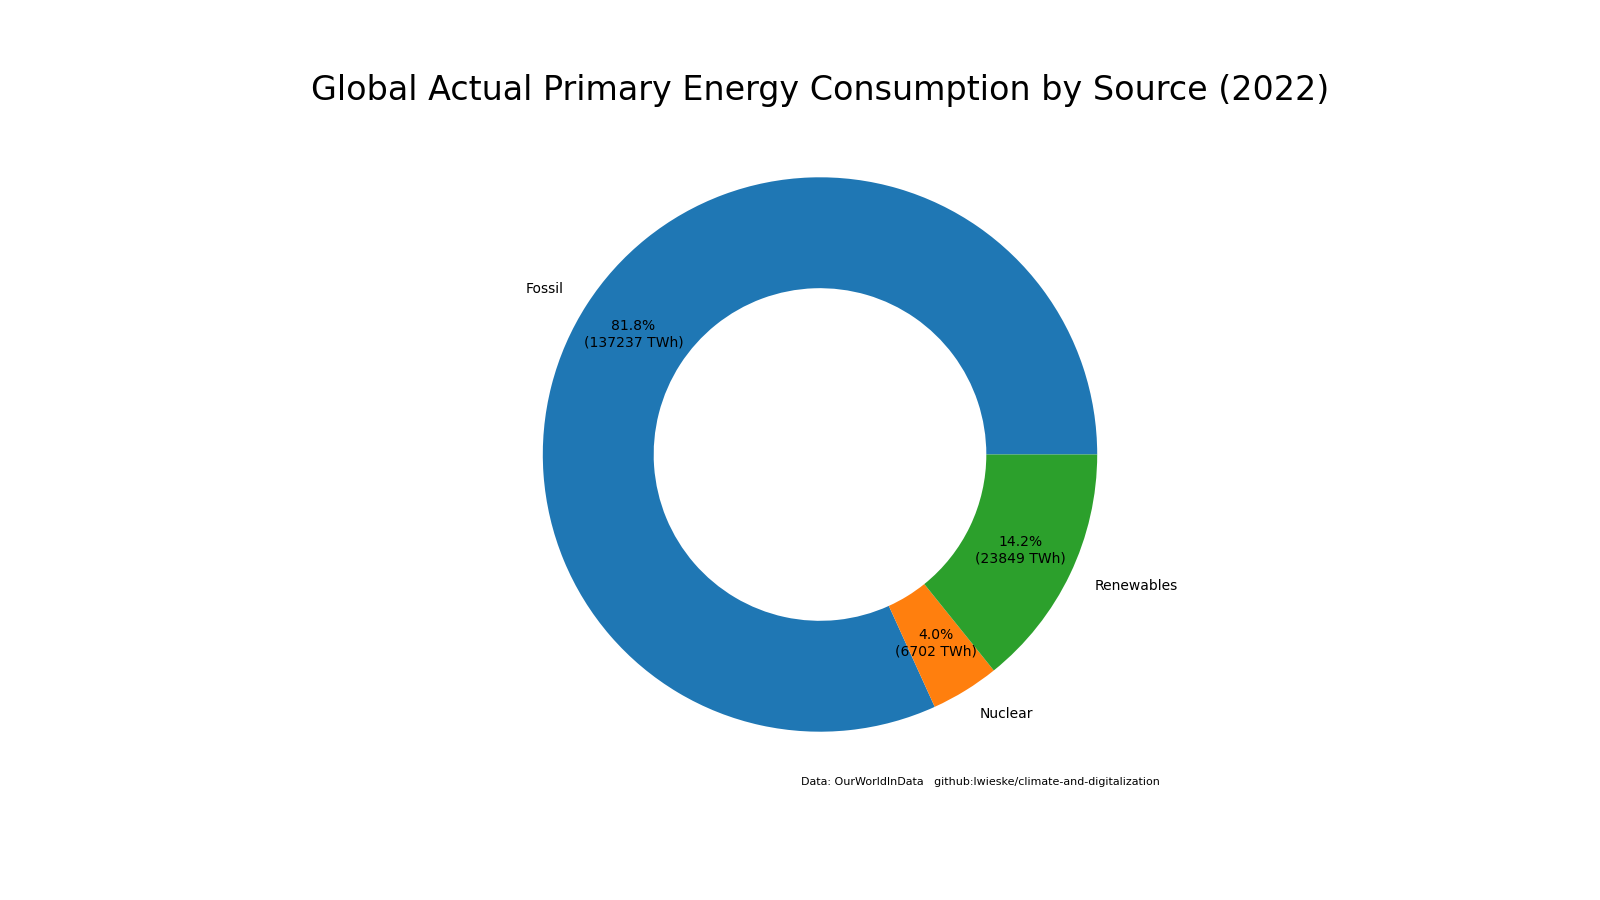 Global Actual Primary Energy Consumption by Source (2022)
Fossil
81.8%
(137237 TWh)
14.2%
(23849 TWh)
Renewables
4.0%
(6702 TWh)
Nuclear
Data: OurWorldInData   github:lwieske/climate-and-digitalization